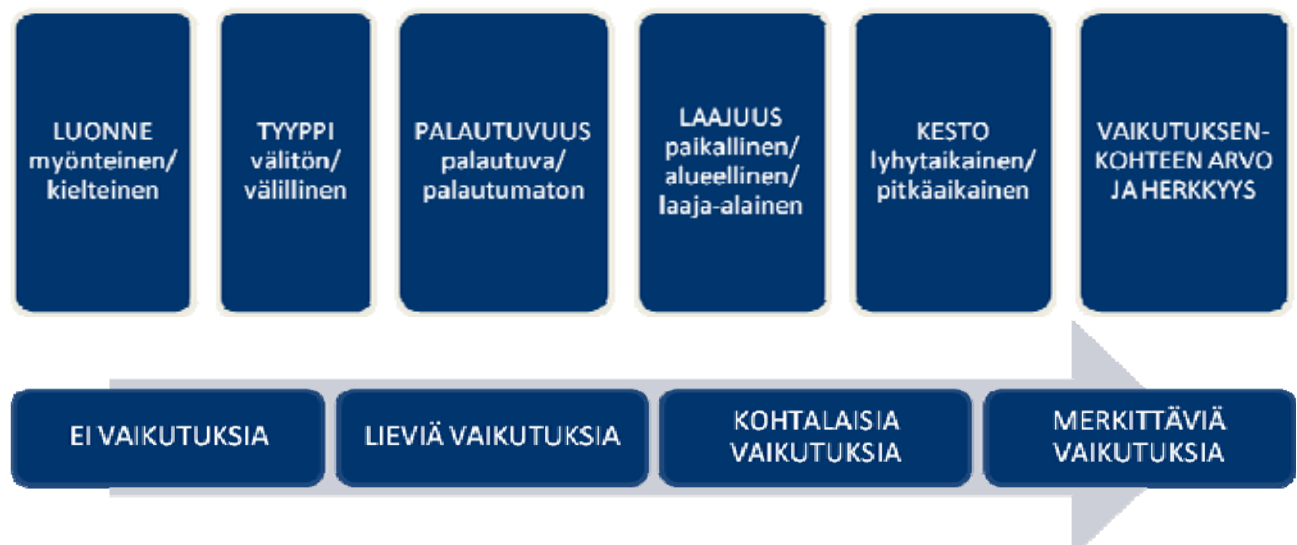 LUONNE
myönteinen/
kielteinen
TYYPPI
välitön/
välillinen
PALAUTUVUUS
palautuva/
palautumaton
LAAJUUS
paikallinen/
alueellinen/
laaja-alainen
KESTO
lyhytaikainen/
pitkäaikainen
VAIKUTUKSEN-
KOHTEEN ARVO
JA HERKKYYS
EI VAIKUTUKSIA
LIEVIÄ VAIKUTUKSIA
KOHTALAISIA
VAIKUTUKSIA
MERKITTÄVIÄ
VAIKUTUKSIA